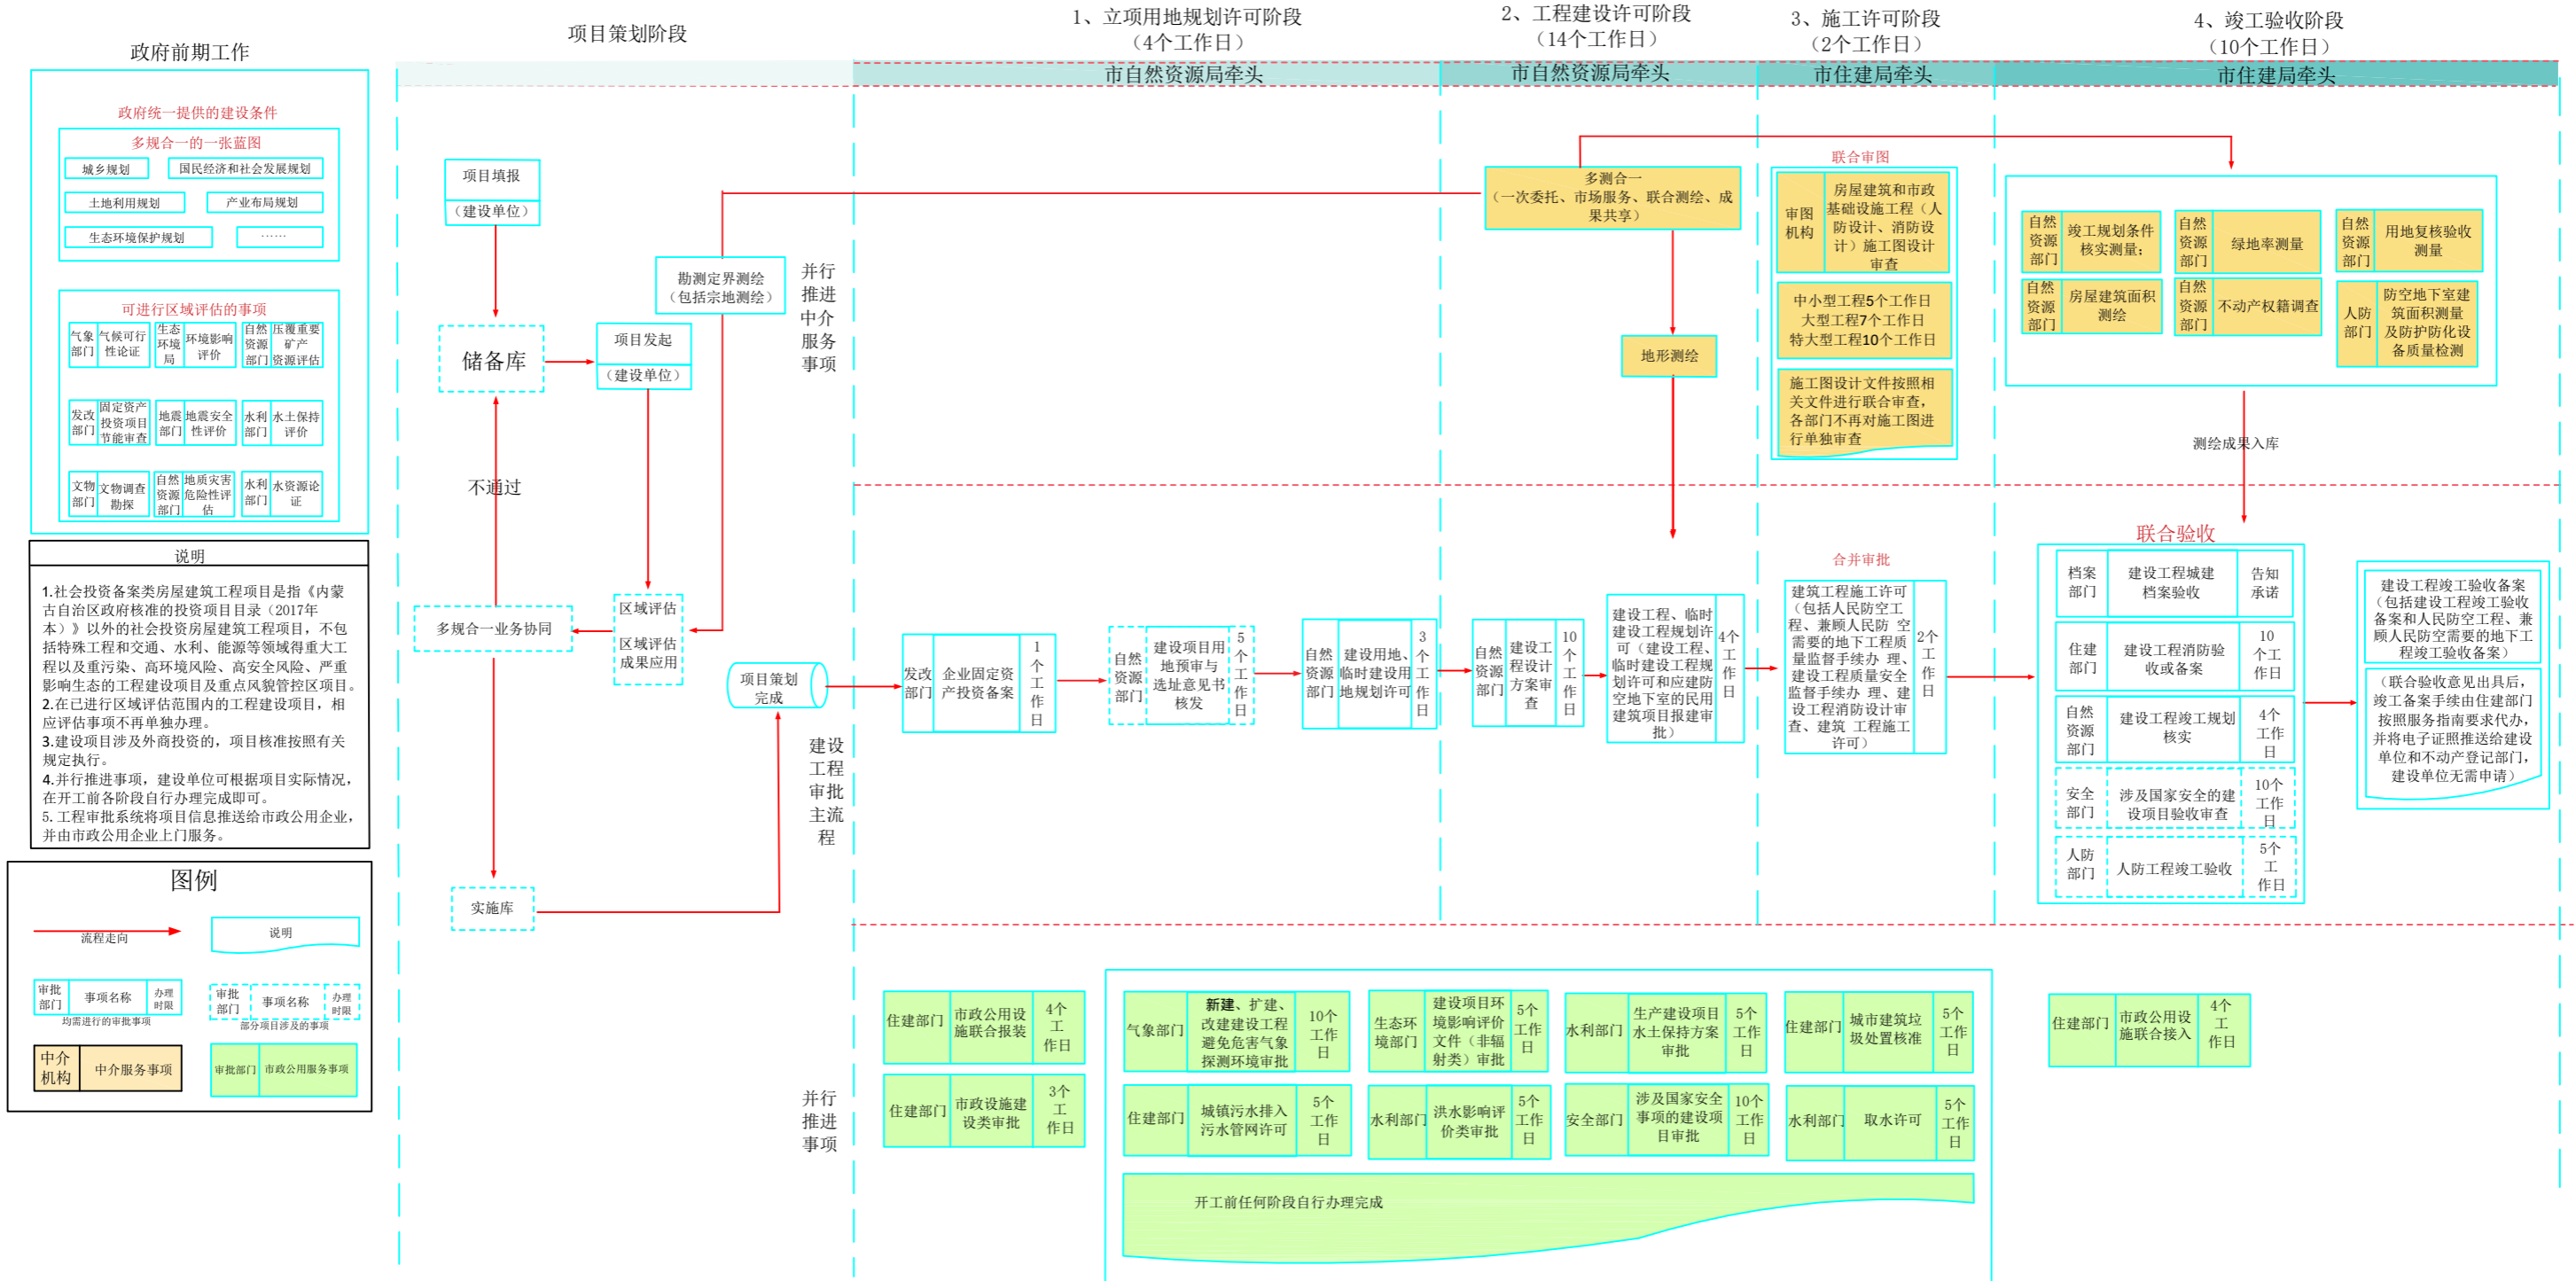 政府前期工作
项目策划阶段
1、立项用地规划许可阶段
（4个工作日）
2、工程建设许可阶段
（14个工作日）
3、施工许可阶段
（2个工作日）
4、竣工验收阶段
（10个工作日）
市自然资源局牵头
市自然资源局牵头
市住建局牵头
市住建局牵头
政府统一提供的建设条件
多规合一的一张蓝图
城乡规划
国民经济和社会发展规划
土地利用规划
产业布局规划
生态环境保护规划
……
可进行区域评估的事项
气象
部门
气候可行
性论证
生态
环境
局
环境影响
评价
自然
资源
部门
压覆重要
矿产
资源评估
发改
部门
固定资产
投资项目
节能审查
地震
部门
地震安全
性评价
水利
部门
水土保持
评价
文物
部门
文物调查
勘探
自然
资源
部门
地质灾害
危险性评
估
水利
部门
水资源论
证
说明
1.社会投资备案类房屋建筑工程项目是指《内蒙
古自治区政府核准的投资项目目录（2017年
本）》以外的社会投资房屋建筑工程项目，不包
括特殊工程和交通、水利、能源等领域得重大工
程以及重污染、高环境风险、高安全风险、严重
影响生态的工程建设项目及重点风貌管控区项目。
2.在已进行区域评估范围内的工程建设项目，相
应评估事项不再单独办理。
3.建设项目涉及外商投资的，项目核准按照有关
规定执行。
4.并行推进事项，建设单位可根据项目实际情况，
在开工前各阶段自行办理完成即可。
5. 工程审批系统将项目信息推送给市政公用企业，
并由市政公用企业上门服务。
图例
流程走向
说明
审批
部门
事项名称
办理
时限
均需进行的审批事项
审批
部门
事项名称
办理
时限
部分项目涉及的事项
中介
机构
中介服务事项
审批部门
市政公用服务事项
项目填报
（建设单位）
储备库
项目发起
（建设单位）
勘测定界测绘
（包括宗地测绘）
不通过
多规合一业务协同
区域评估
区域评估
成果应用
项目策划
完成
实施库
并行
推进
中介
服务
事项
建设
工程
审批
主流
程
并行
推进
事项
多测合一
（一次委托、市场服务、联合测绘、成
果共享）
地形测绘
联合审图
审图
机构
房屋建筑和市政
基础设施工程（人
防设计、消防设
计）施工图设计
审查
中小型工程5个工作日
大型工程7个工作日
特大型工程10个工作日
施工图设计文件按照相
关文件进行联合审查，
各部门不再对施工图进
行单独审查
自然
资源
部门
竣工规划条件
核实测量；
自然
资源
部门
绿地率测量
自然
资源
部门
用地复核验收
测量
自然
资源
部门
房屋建筑面积
测绘
自然
资源
部门
不动产权籍调查
人防
部门
防空地下室建
筑面积测量
及防护防化设
备质量检测
测绘成果入库
发改
部门
企业固定资
产投资备案
1
个
工
作
日
自然
资源
部门
建设项目用
地预审与
选址意见书
核发
5
个
工
作
日
自然
资源
部门
建设用地、
临时建设用
地规划许可
3
个
工
作
日
自然
资源
部门
建设工
程设计
方案审
查
10
个
工
作
日
建设工程、临时
建设工程规划许
可（建设工程、
临时建设工程规
划许可和应建防
空地下室的民用
建筑项目报建审
批）
4个
工
作
日
合并审批
建筑工程施工许可
（包括人民防空工
程、兼顾人民防 空
需要的地下工程质
量监督手续办 理、
建设工程质量安全
监督手续办 理、建
设工程消防设计审
查、建筑 工程施工
许可）
2个
工
作
日
联合验收
档案
部门
建设工程城建
档案验收
告知
承诺
住建
部门
建设工程消防验
收或备案
10
个工
作日
自然
资源
部门
建设工程竣工规划
核实
4个
工作
日
安全
部门
涉及国家安全的建
设项目验收审查
10个
工作
日
人防
部门
人防工程竣工验收
5个
工
作日
建设工程竣工验收备案
（包括建设工程竣工验收
备案和人民防空工程、兼
顾人民防空需要的地下工
程竣工验收备案）
（联合验收意见出具后，
竣工备案手续由住建部门
按照服务指南要求代办，
并将电子证照推送给建设
单位和不动产登记部门，
建设单位无需申请）
住建部门
市政公用设
施联合报装
4个
工
作日
住建部门
市政设施建
设类审批
3个
工
作日
气象部门
新建、扩建、
改建建设工程
避免危害气象
探测环境审批
10个
工作
日
生态环
境部门
建设项目环
境影响评价
文件（非辐
射类）审批
5个
工作
日
水利部门
生产建设项目
水土保持方案
审批
5个
工作
日
住建部门
城市建筑垃
圾处置核准
5个
工作
日
住建部门
城镇污水排入
污水管网许可
5个
工作
日
水利部门
洪水影响评
价类审批
5个
工作
日
安全部门
涉及国家安全
事项的建设项
目审批
10个
工作
日
水利部门
取水许可
5个
工作
日
开工前任何阶段自行办理完成
住建部门
市政公用设
施联合接入
4个
工
作日